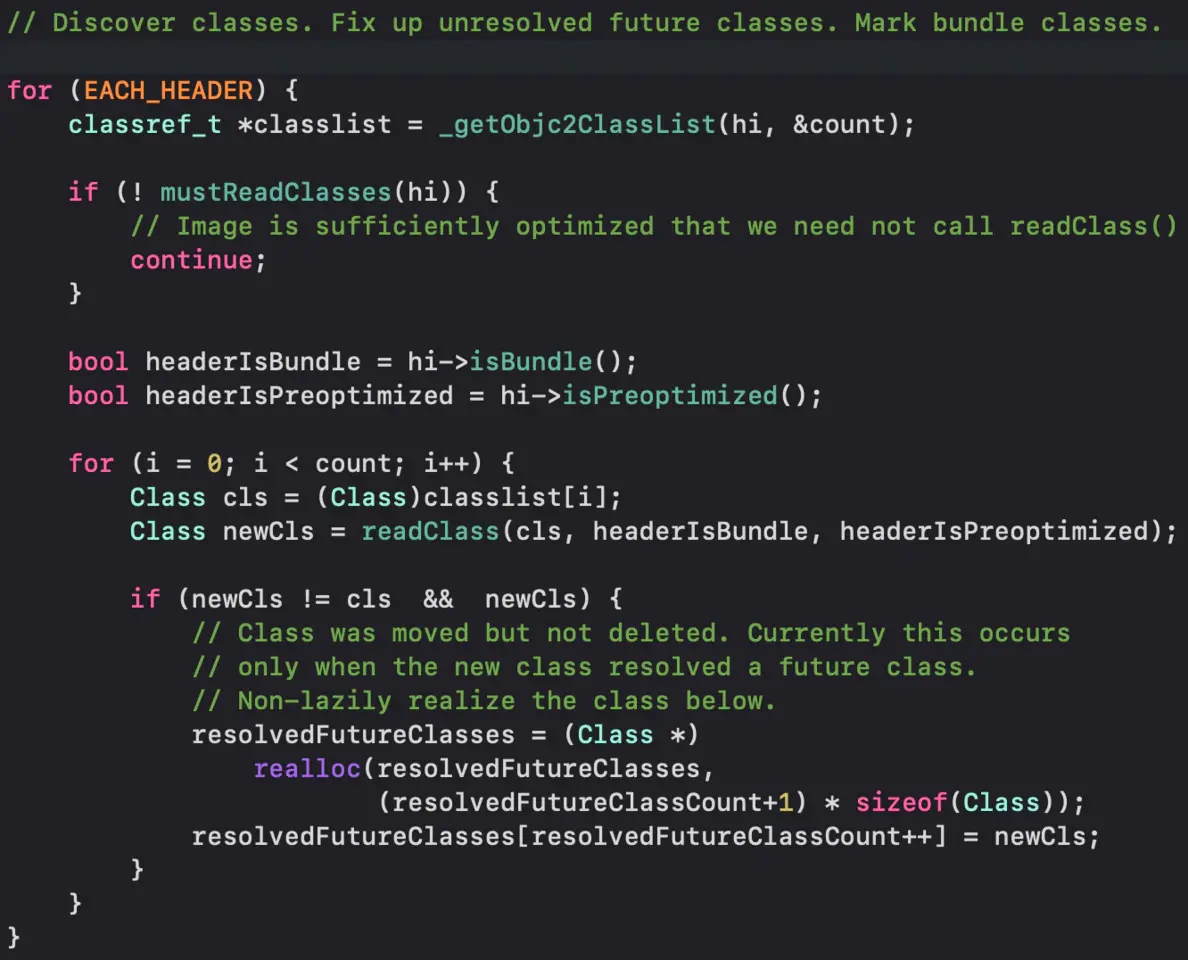 // Discover classes. Fix up unresolved future classes. Mark bundle classes.
for (EACH_HEADER) {
classref_t *classlist = _getObjc2ClassList(hi, &count);
if (! mustReadClasses(hi)) {
// Image is sufficiently optimized that we need not call readClass()
continue;
}
bool headerIsBundle = hi->isBundle();
bool headerIsPreoptimized = hi->isPreoptimized();
for (i = 0; i < count; i++) {
Class cls = (Class)classlist[i];
Class newCls = readClass(cls, headerIsBundle, headerIsPreoptimized);
if (newCls != cls  &&  newCls) {
// Class was moved but not deleted. Currently this occurs
// only when the new class resolved a future class.
// Non-lazily realize the class below.
resolvedFutureClasses = (Class *)
realloc(resolvedFutureClasses,
(resolvedFutureClassCount+1) * sizeof(Class));
resolvedFutureClasses[resolvedFutureClassCount++] = newCls;
}
}
}